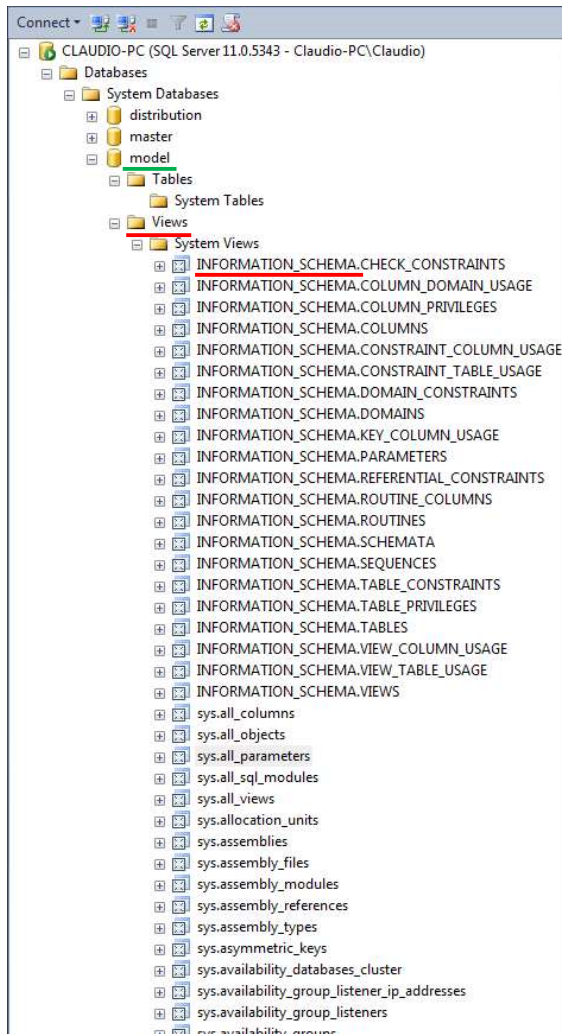 Connect
CLAUDIO-PC (SQL Server 11.0.5343 - Claudio-PC\Claudio)
Databases
System Databases
distribution
master
model
Tables
System Tables
Views
System Views
INFORMATION_SCHEMA.CHECK_CONSTRAINTS
INFORMATION_SCHEMA.COLUMN_DOMAIN_USAGE
INFORMATION_SCHEMA.COLUMN_PRIVILEGES
INFORMATION_SCHEMA.COLUMNS
INFORMATION_SCHEMA.CONSTRAINT_COLUMN_USAGE
INFORMATION_SCHEMA.CONSTRAINT_TABLE_USAGE
INFORMATION_SCHEMA.DOMAIN_CONSTRAINTS
INFORMATION_SCHEMA.DOMAINS
INFORMATION_SCHEMA.KEY_COLUMN_USAGE
INFORMATION_SCHEMA.PARAMETERS
INFORMATION_SCHEMA.REFERENTIAL_CONSTRAINTS
INFORMATION_SCHEMA.ROUTINE_COLUMNS
INFORMATION_SCHEMA.ROUTINES
INFORMATION_SCHEMA.SCHEMATA
INFORMATION_SCHEMA.SEQUENCES
INFORMATION_SCHEMA.TABLE_CONSTRAINTS
INFORMATION_SCHEMA.TABLE_PRIVILEGES
INFORMATION_SCHEMA.TABLES
INFORMATION_SCHEMA.VIEW_COLUMN_USAGE
INFORMATION_SCHEMA.VIEW_TABLE_USAGE
INFORMATION_SCHEMA.VIEWS
sys.all_columns
sys.all_objects
sys.all_parameters
sys.all_sql_modules
sys.all_views
sys.allocation_units
sys.assemblies
sys.assembly_files
sys.assembly_modules
sys.assembly_references
sys.assembly_types
sys.asymmetric_keys
sys.availability_databases_cluster
sys.availability_group_listener_ip_addresses
sys.availability_group_listeners
sys.availability_groups